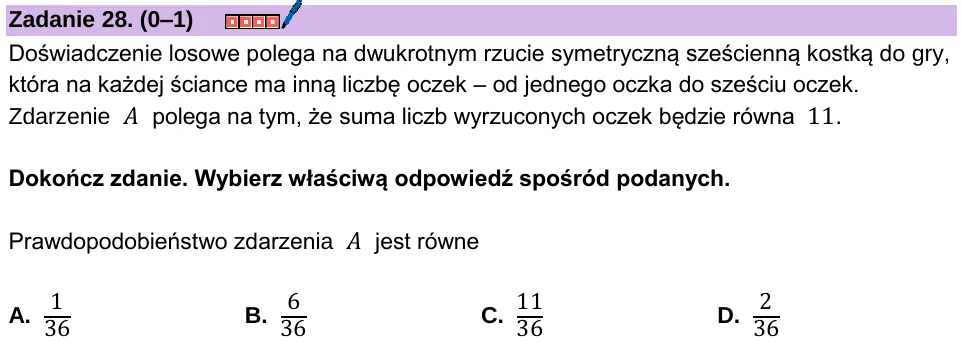 Zadanie 28. (0–1)
Doświadczenie losowe polega na dwukrotnym rzucie symetryczną sześcienną kostką do gry,
która na każdej ściance ma inną liczbę oczek – od jednego oczka do sześciu oczek.
Zdarzenie A polega na tym, że suma liczb wyrzuconych oczek będzie równa 11.
Dokończ zdanie. Wybierz właściwą odpowiedź spośród podanych.
Prawdopodobieństwo zdarzenia A jest równe
A. 1/36 B. 6/36 C. 11/36 D. 2/36